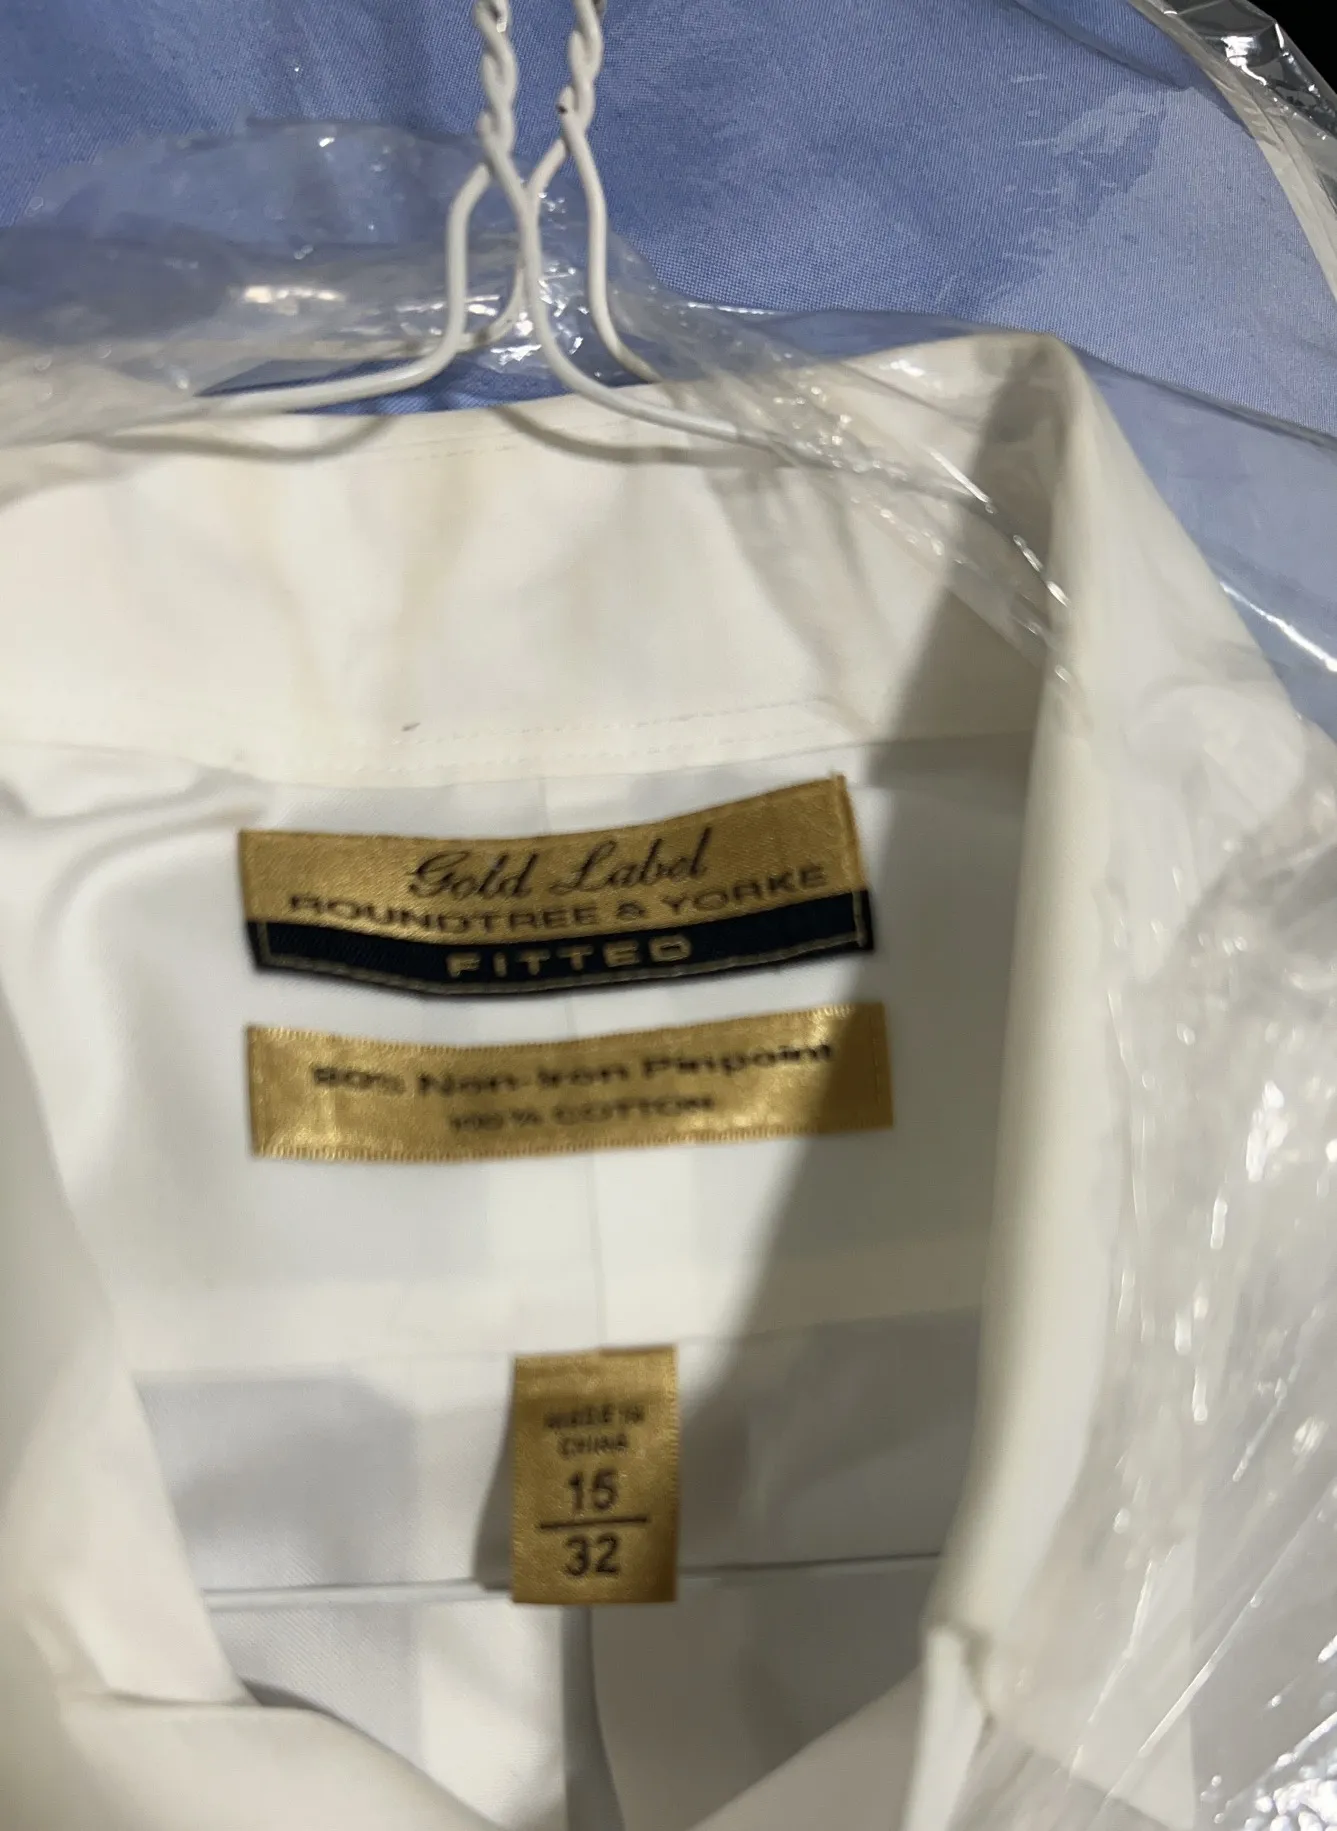 Gold Label
ROUNDTREE & YORKE
FITTED
80s Non-Iron Pinpoint
100% COTTON
MADE IN
CHINA
15
32